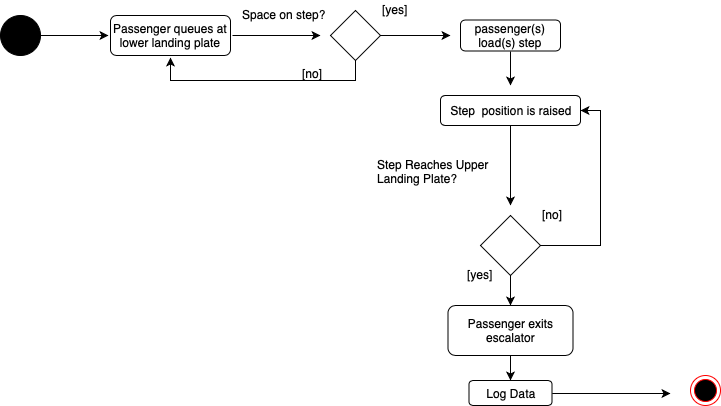 Space on step?
[yes]
Passenger queues at
lower landing plate
passenger(s)
load(s) step
[no]
Step position is raised
Step Reaches Upper
Landing Plate?
[no]
[yes]
Passenger exits
escalator
Log Data